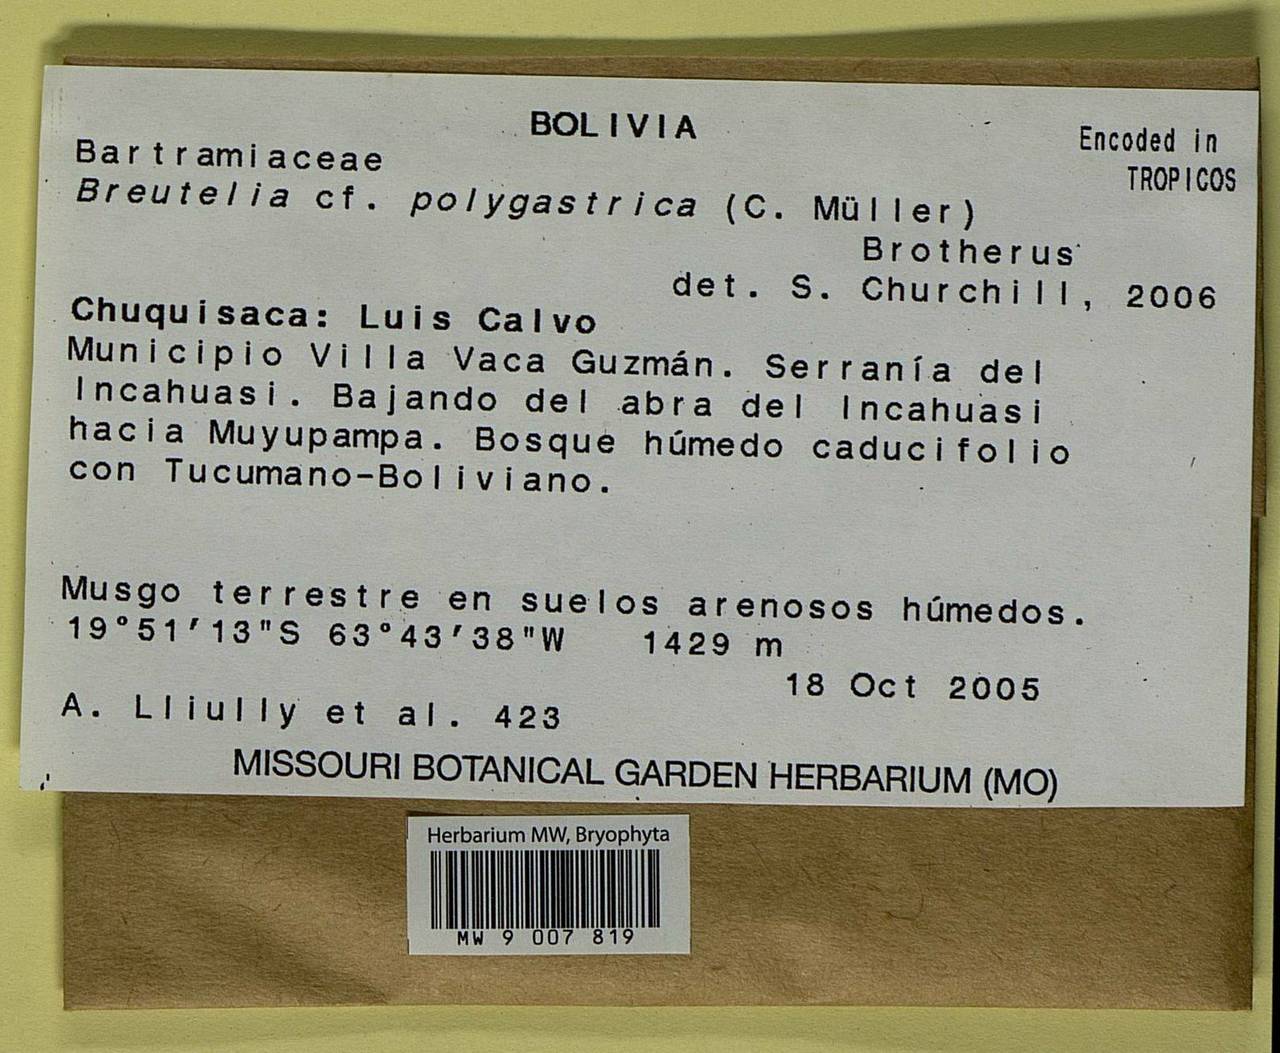 BOLIVIA
Encoded in
TROPICOS
Bartramiaceae
Breutelia cf. polygastrica (C. Müller)
Brotherus
det. S. Churchill, 2006
Chuquisaca: Luis Calvo
Municipio Villa Vaca Guzmán. Serranía del
Incahuasi. Bajando del abra del Incahuasi
hacia Muyupampa. Bosque húmedo caducifolio
con Tucumano-Boliviano.
Musgo terrestre en suelos arenosos húmedos.
19°51'13"S 63°43'38"W 1429 m
18 Oct 2005
A. Lliully et al. 423
MISSOURI BOTANICAL GARDEN HERBARIUM (MO)
Herbarium MW, Bryophyta
MW 9 007 819